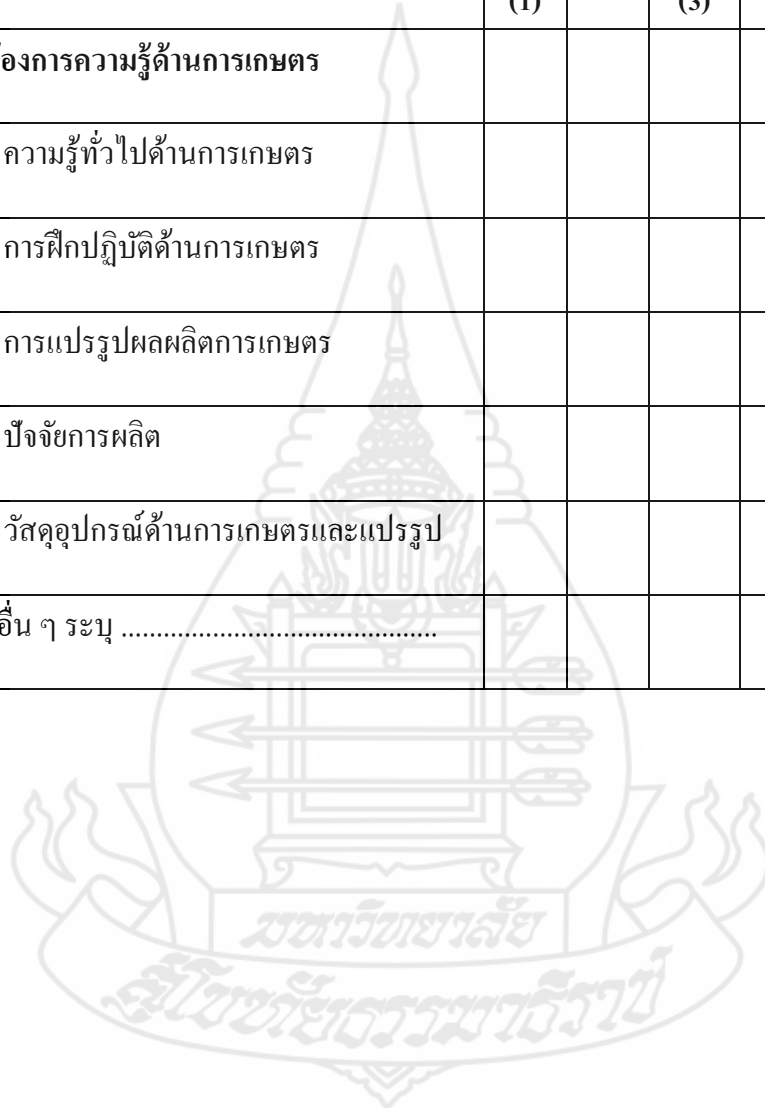 (1) (3)
องการความรู้ด้านการเกษตร
ความรู้ทั่วไปด้านการเกษตร
การฝึกปฏิบัติด้านการเกษตร
การแปรรูปผลผลิตการเกษตร
ปัจจัยการผลิต
วัสดุอุปกรณ์ด้านการเกษตรและแปรรูป
อื่น ๆ ระบุ .............................................
มหาวิทยาลัย
สุโขทัยธรรมาธิราช